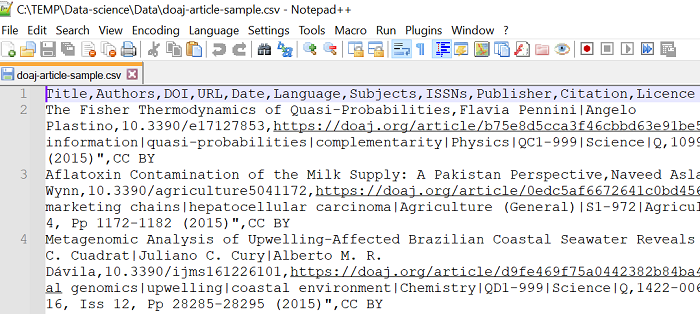 C:\TEMP\Data-science\Data\doaj-article-sample.csv - Notepad++
File Edit Search View Encoding Language Settings Tools Macro Run Plugins Window ?
doaj-article-sample.csv
1 Title,Authors,DOI,URL,Date,Language,Subjects,ISSNs,Publisher,Citation,Licence
2 The Fisher Thermodynamics of Quasi-Probabilities,Flavia Pennini|Angelo
Plastino,10.3390/e17127853,https://doaj.org/article/b75e8d5cca3f46cbbd63e91be5
information|quasi-probabilities|complementarity|Physics|QC1-999|Science|Q,1099
(2015)",CC BY
3 Aflatoxin Contamination of the Milk Supply: A Pakistan Perspective,Naveed Asla
Wynn,10.3390/agriculture5041172,https://doaj.org/article/0edc5af6672641c0bd456
marketing chains|hepatocellular carcinoma|Agriculture (General)|S1-972|Agricul
4, Pp 1172-1182 (2015)",CC BY
4 Metagenomic Analysis of Upwelling-Affected Brazilian Coastal Seawater Reveals
C. Cuadrat|Juliano C. Cury|Alberto M. R.
Dávila,10.3390/ijms161226101,https://doaj.org/article/d9fe469f75a0442382b84ba
al genomics|upwelling|coastal environment|Chemistry|QD1-999|Science|Q,1422-006
16, Iss 12, Pp 28285-28295 (2015)",CC BY